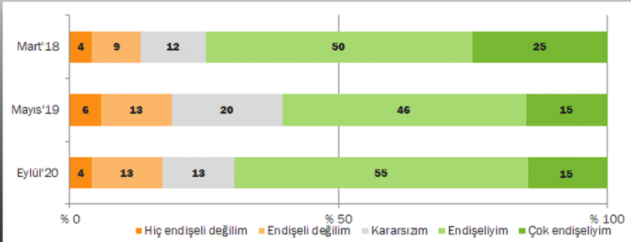 Mart'18 4 9 12 50 25
Mayıs'19 6 13 20 46 15
Eylül'20 4 13 13 55 15
% 0 % 50 % 100
Hiç endişeli değilim Endişeli değilim Kararsızım Endişeliyim Çok endişeliyim